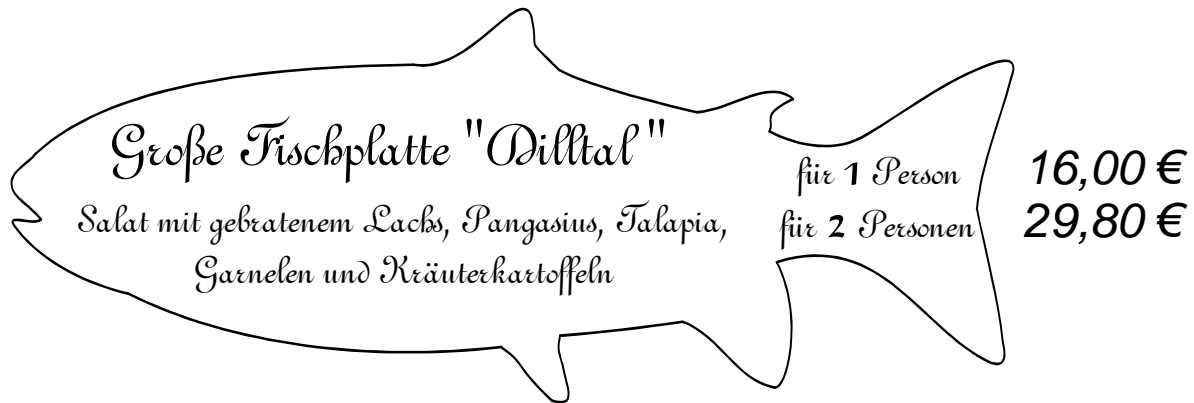 Große Fischplatte "Dilltal"
für 1 Person 16,00 €
Salat mit gebratenem Lachs, Pangasius, Talapia,
für 2 Personen 29,80 €
Garnelen und Kräuterkartoffeln